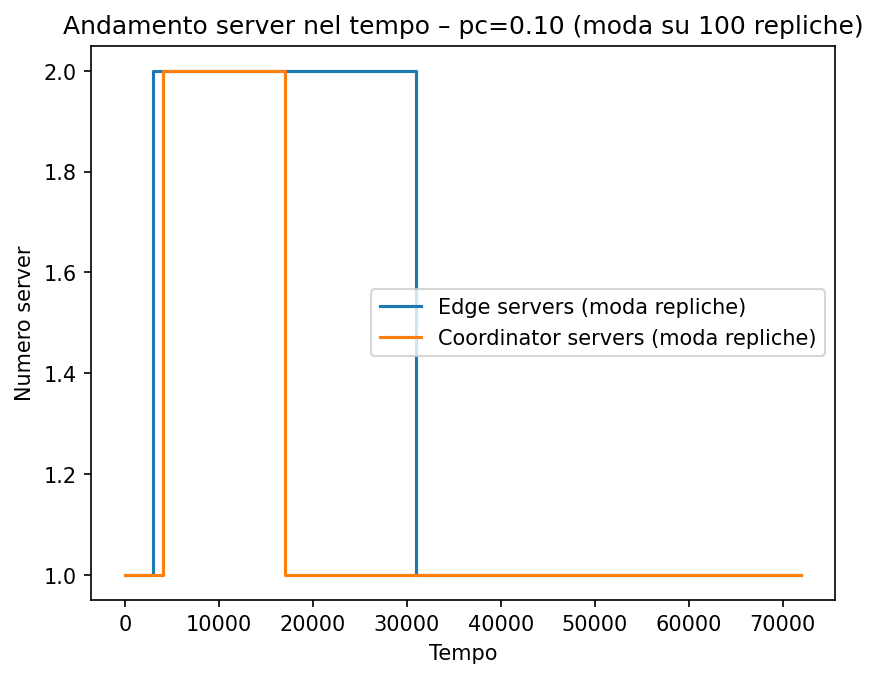 Andamento server nel tempo – pc=0.10 (moda su 100 repliche)
2.0
1.8
1.6
1.4
1.2
1.0
Numero server
Edge servers (moda repliche)
Coordinator servers (moda repliche)
0 10000 20000 30000 40000 50000 60000 70000
Tempo